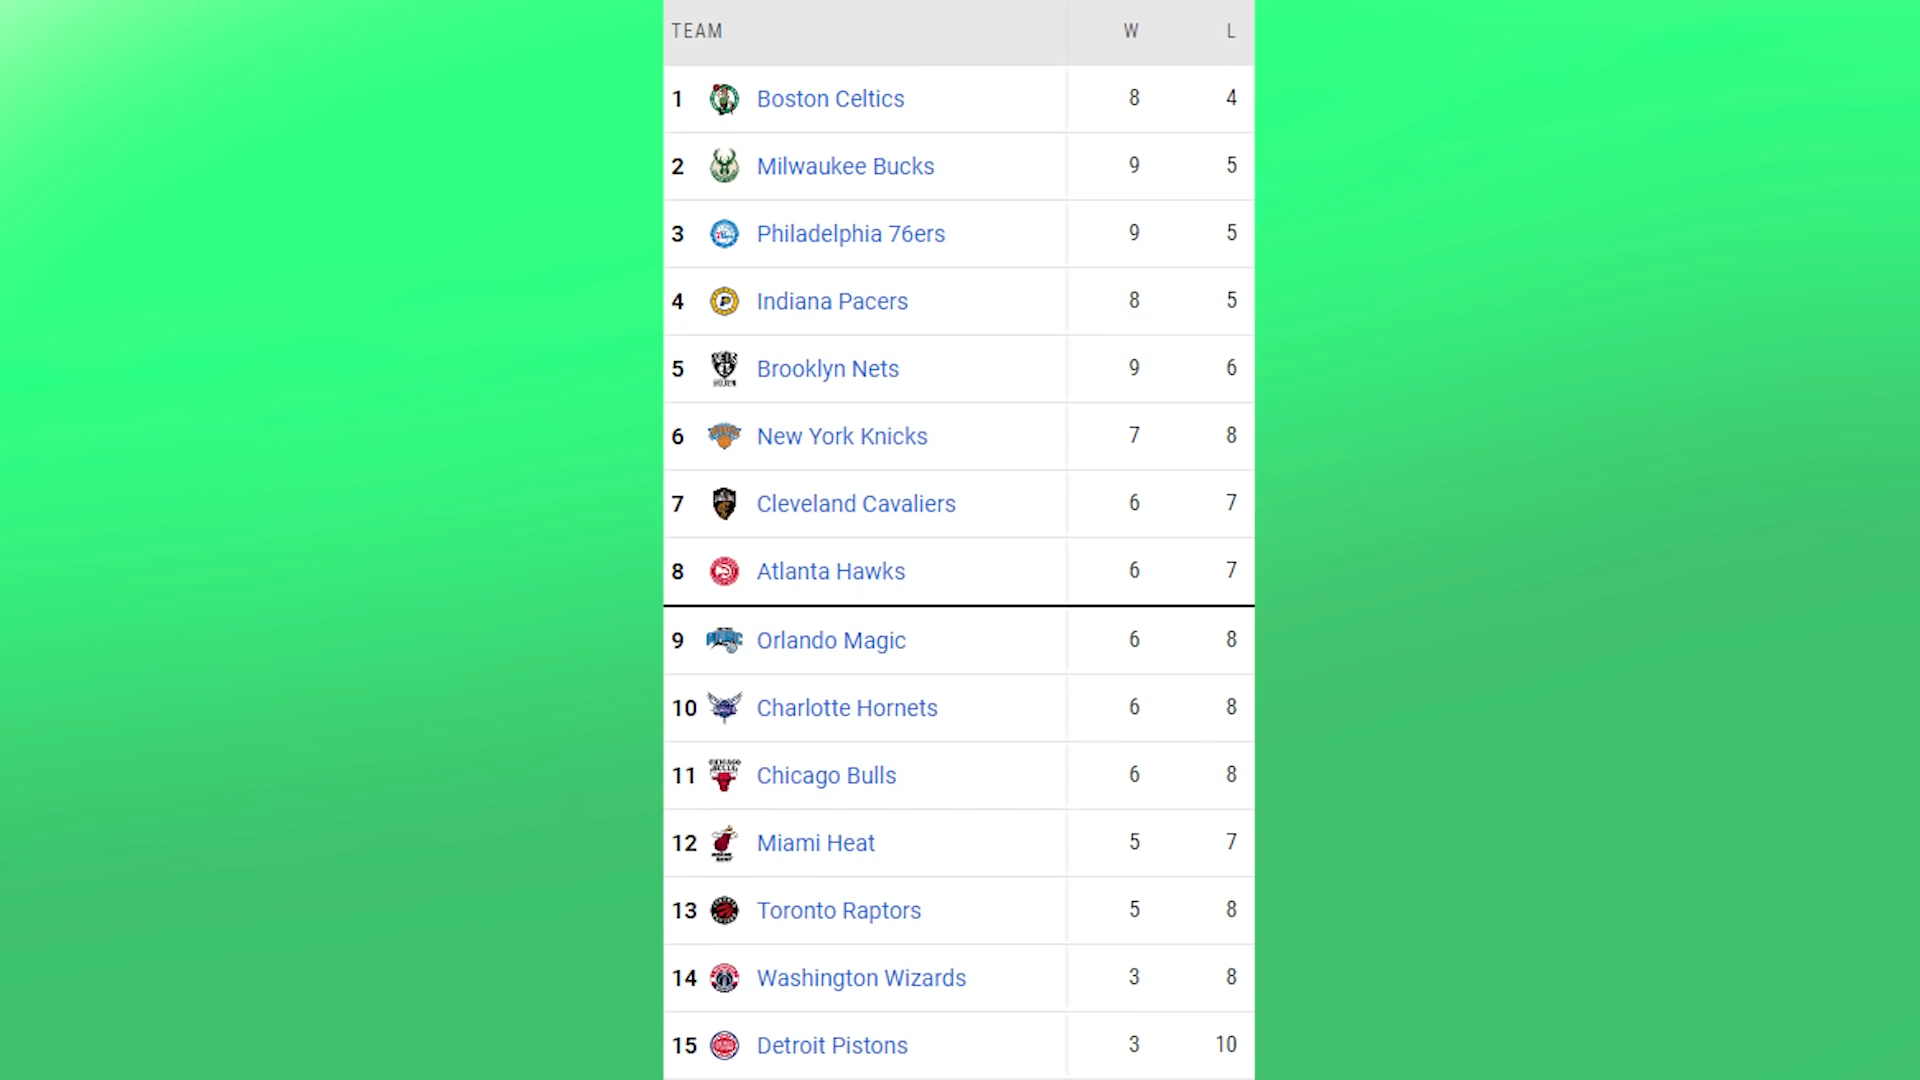 TEAM W L
1 Boston Celtics 8 4
2 Milwaukee Bucks 9 5
3 Philadelphia 76ers 9 5
4 Indiana Pacers 8 5
5 Brooklyn Nets 9 6
6 New York Knicks 7 8
7 Cleveland Cavaliers 6 7
8 Atlanta Hawks 6 7
9 Orlando Magic 6 8
10 Charlotte Hornets 6 8
11 Chicago Bulls 6 8
12 Miami Heat 5 7
13 Toronto Raptors 5 8
14 Washington Wizards 3 8
15 Detroit Pistons 3 10